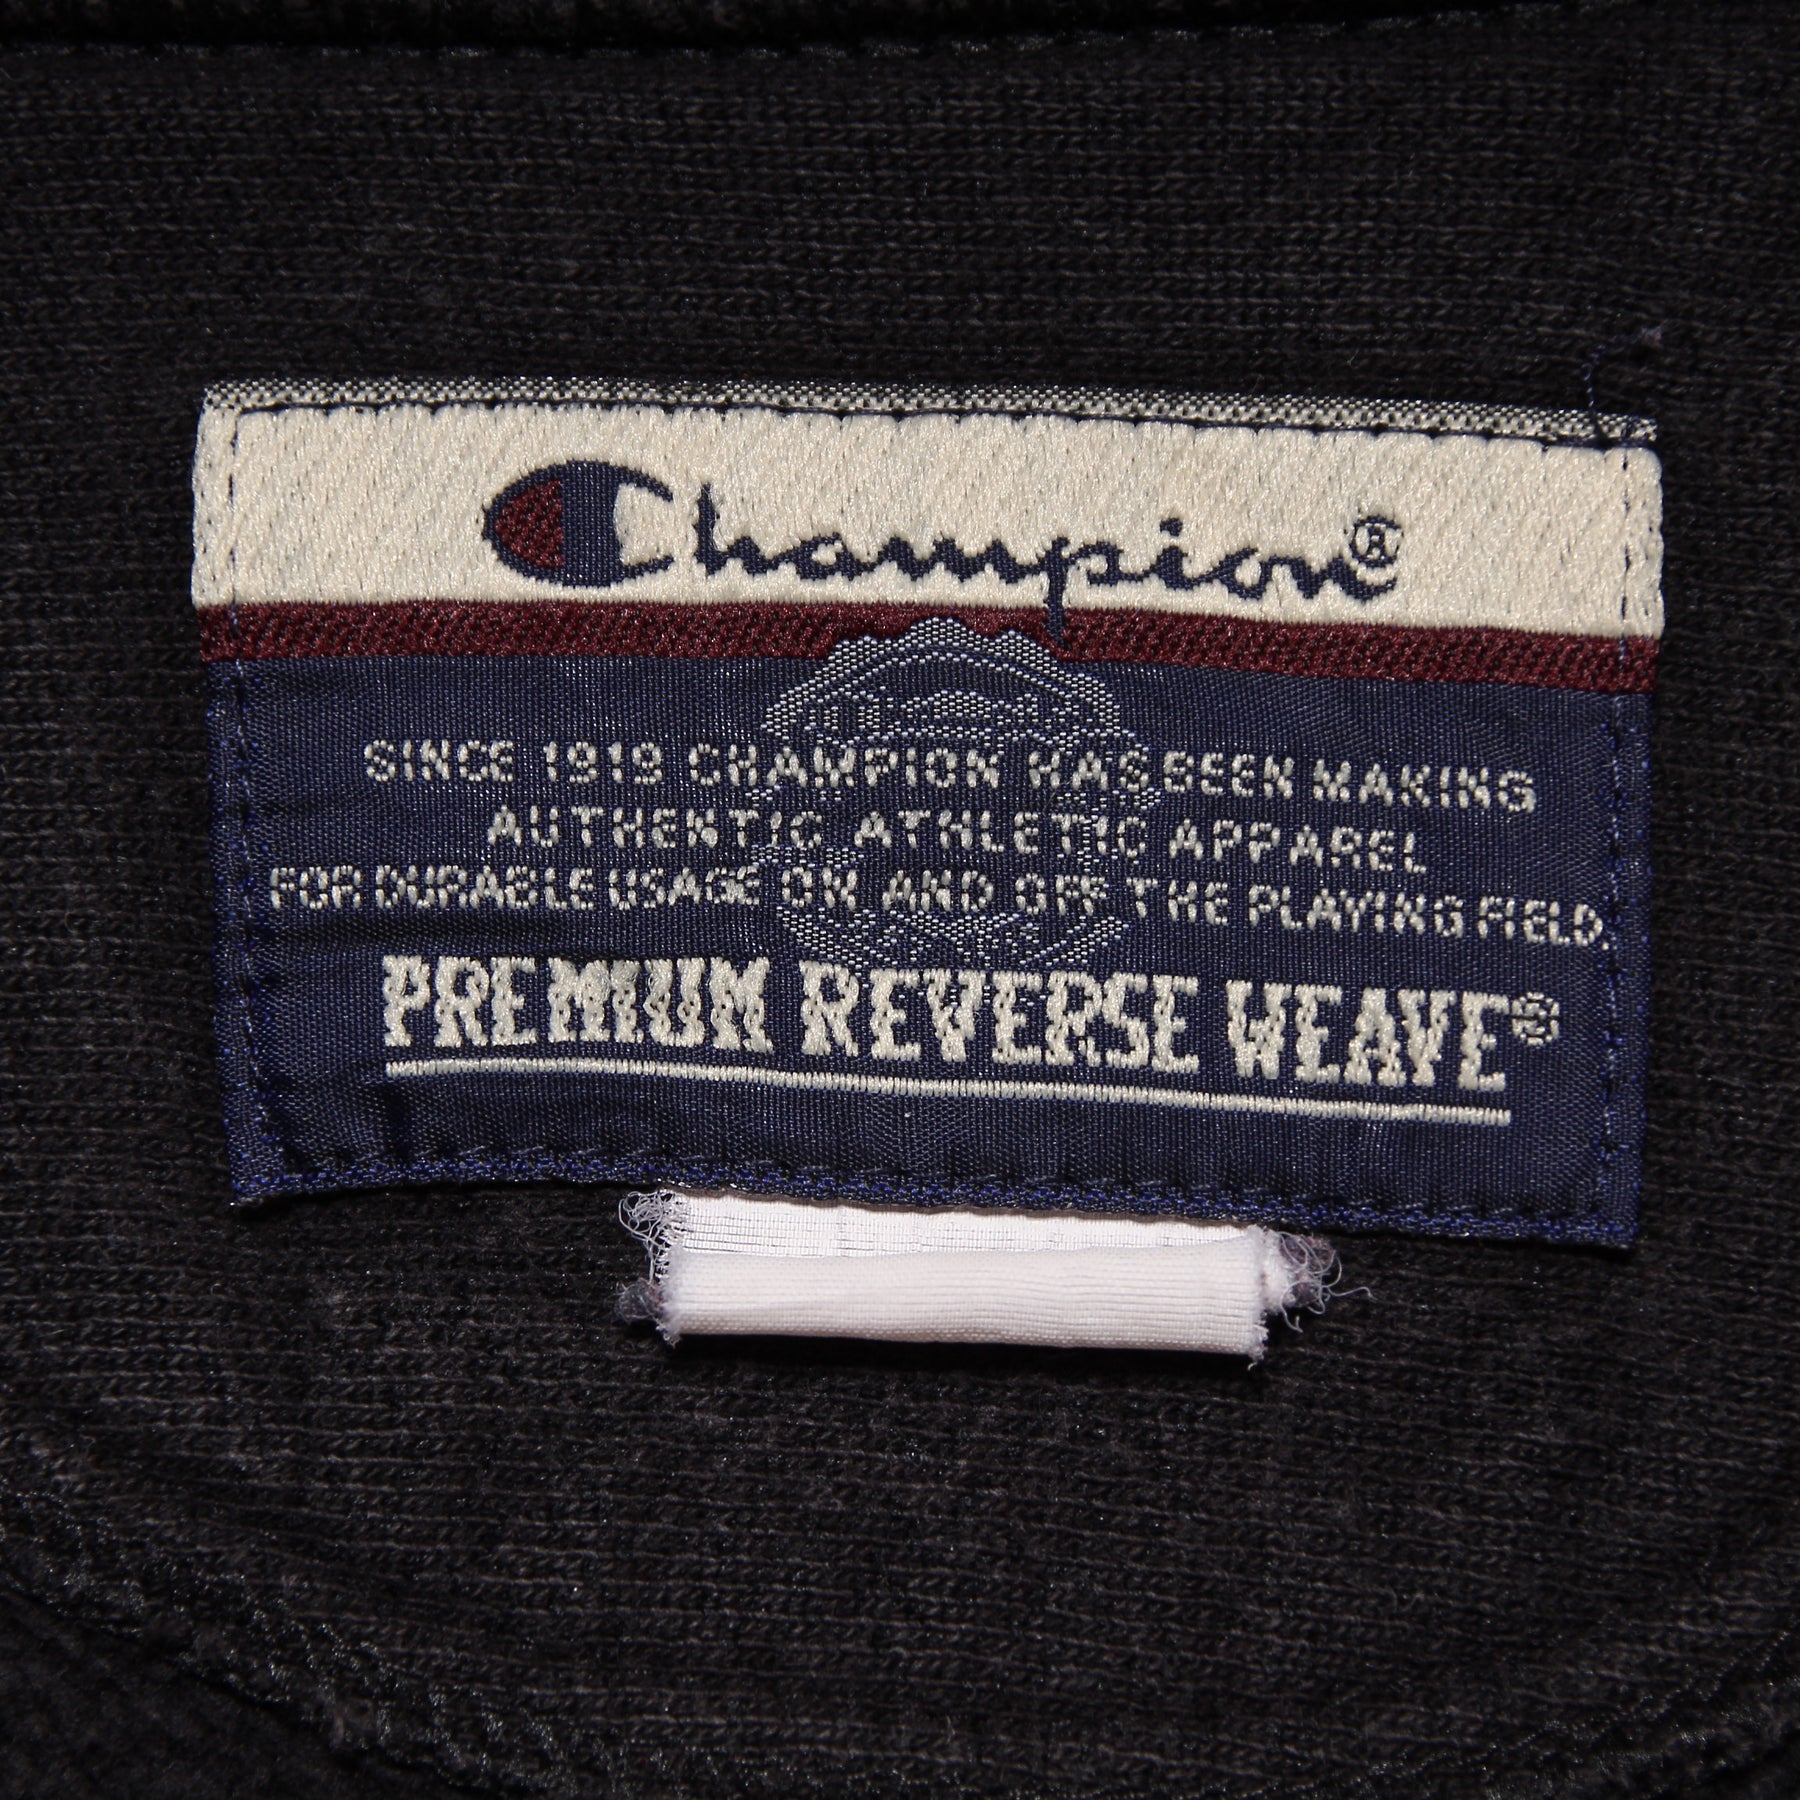 Champion®
SINCE 1919 CHAMPION HAS BEEN MAKING
AUTHENTIC ATHLETIC APPAREL
FOR DURABLE USAGE ON AND OFF THE PLAYING FIELD.
PREMIUM REVERSE WEAVE®